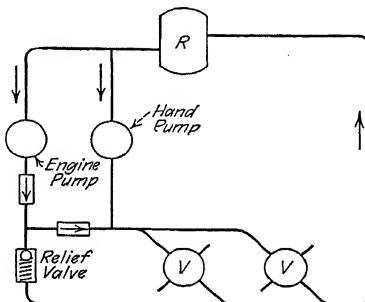 R
Hand
Pump
Engine
Pump
Relief
Valve
V
V